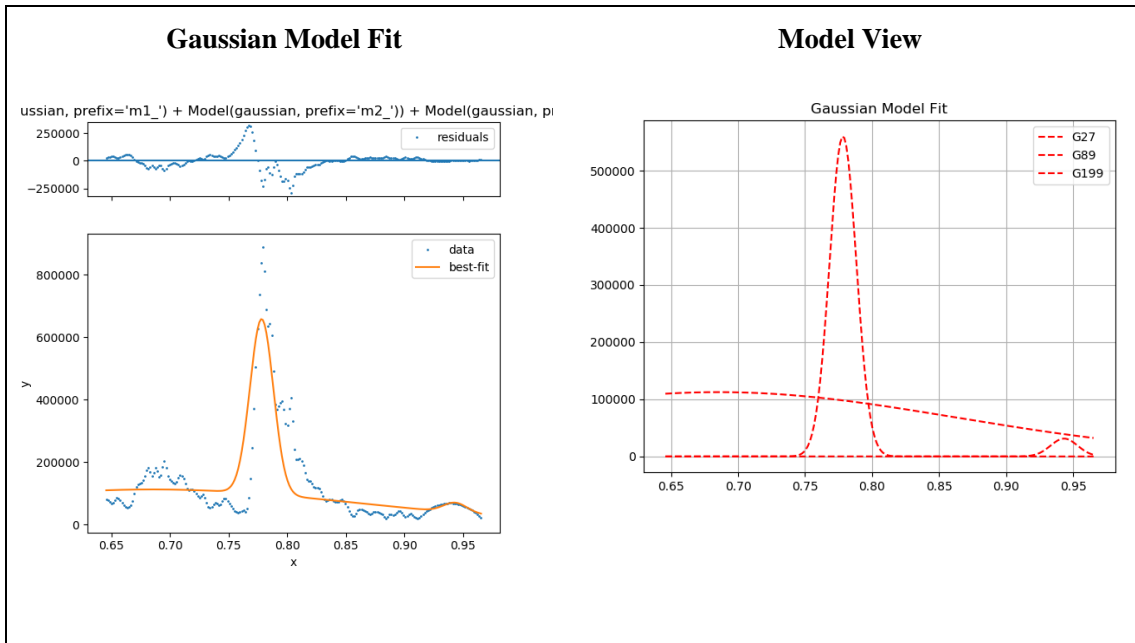 Gaussian Model Fit
ussian, prefix='m1_') + Model(gaussian, prefix='m2_')) + Model(gaussian, pr
250000
0
−250000
residuals
800000
600000
400000
200000
0
y
data
best-fit
0.65 0.70 0.75 0.80 0.85 0.90 0.95
x
Model View
Gaussian Model Fit
500000
400000
300000
200000
100000
0
G27
G89
G199
0.65 0.70 0.75 0.80 0.85 0.90 0.95